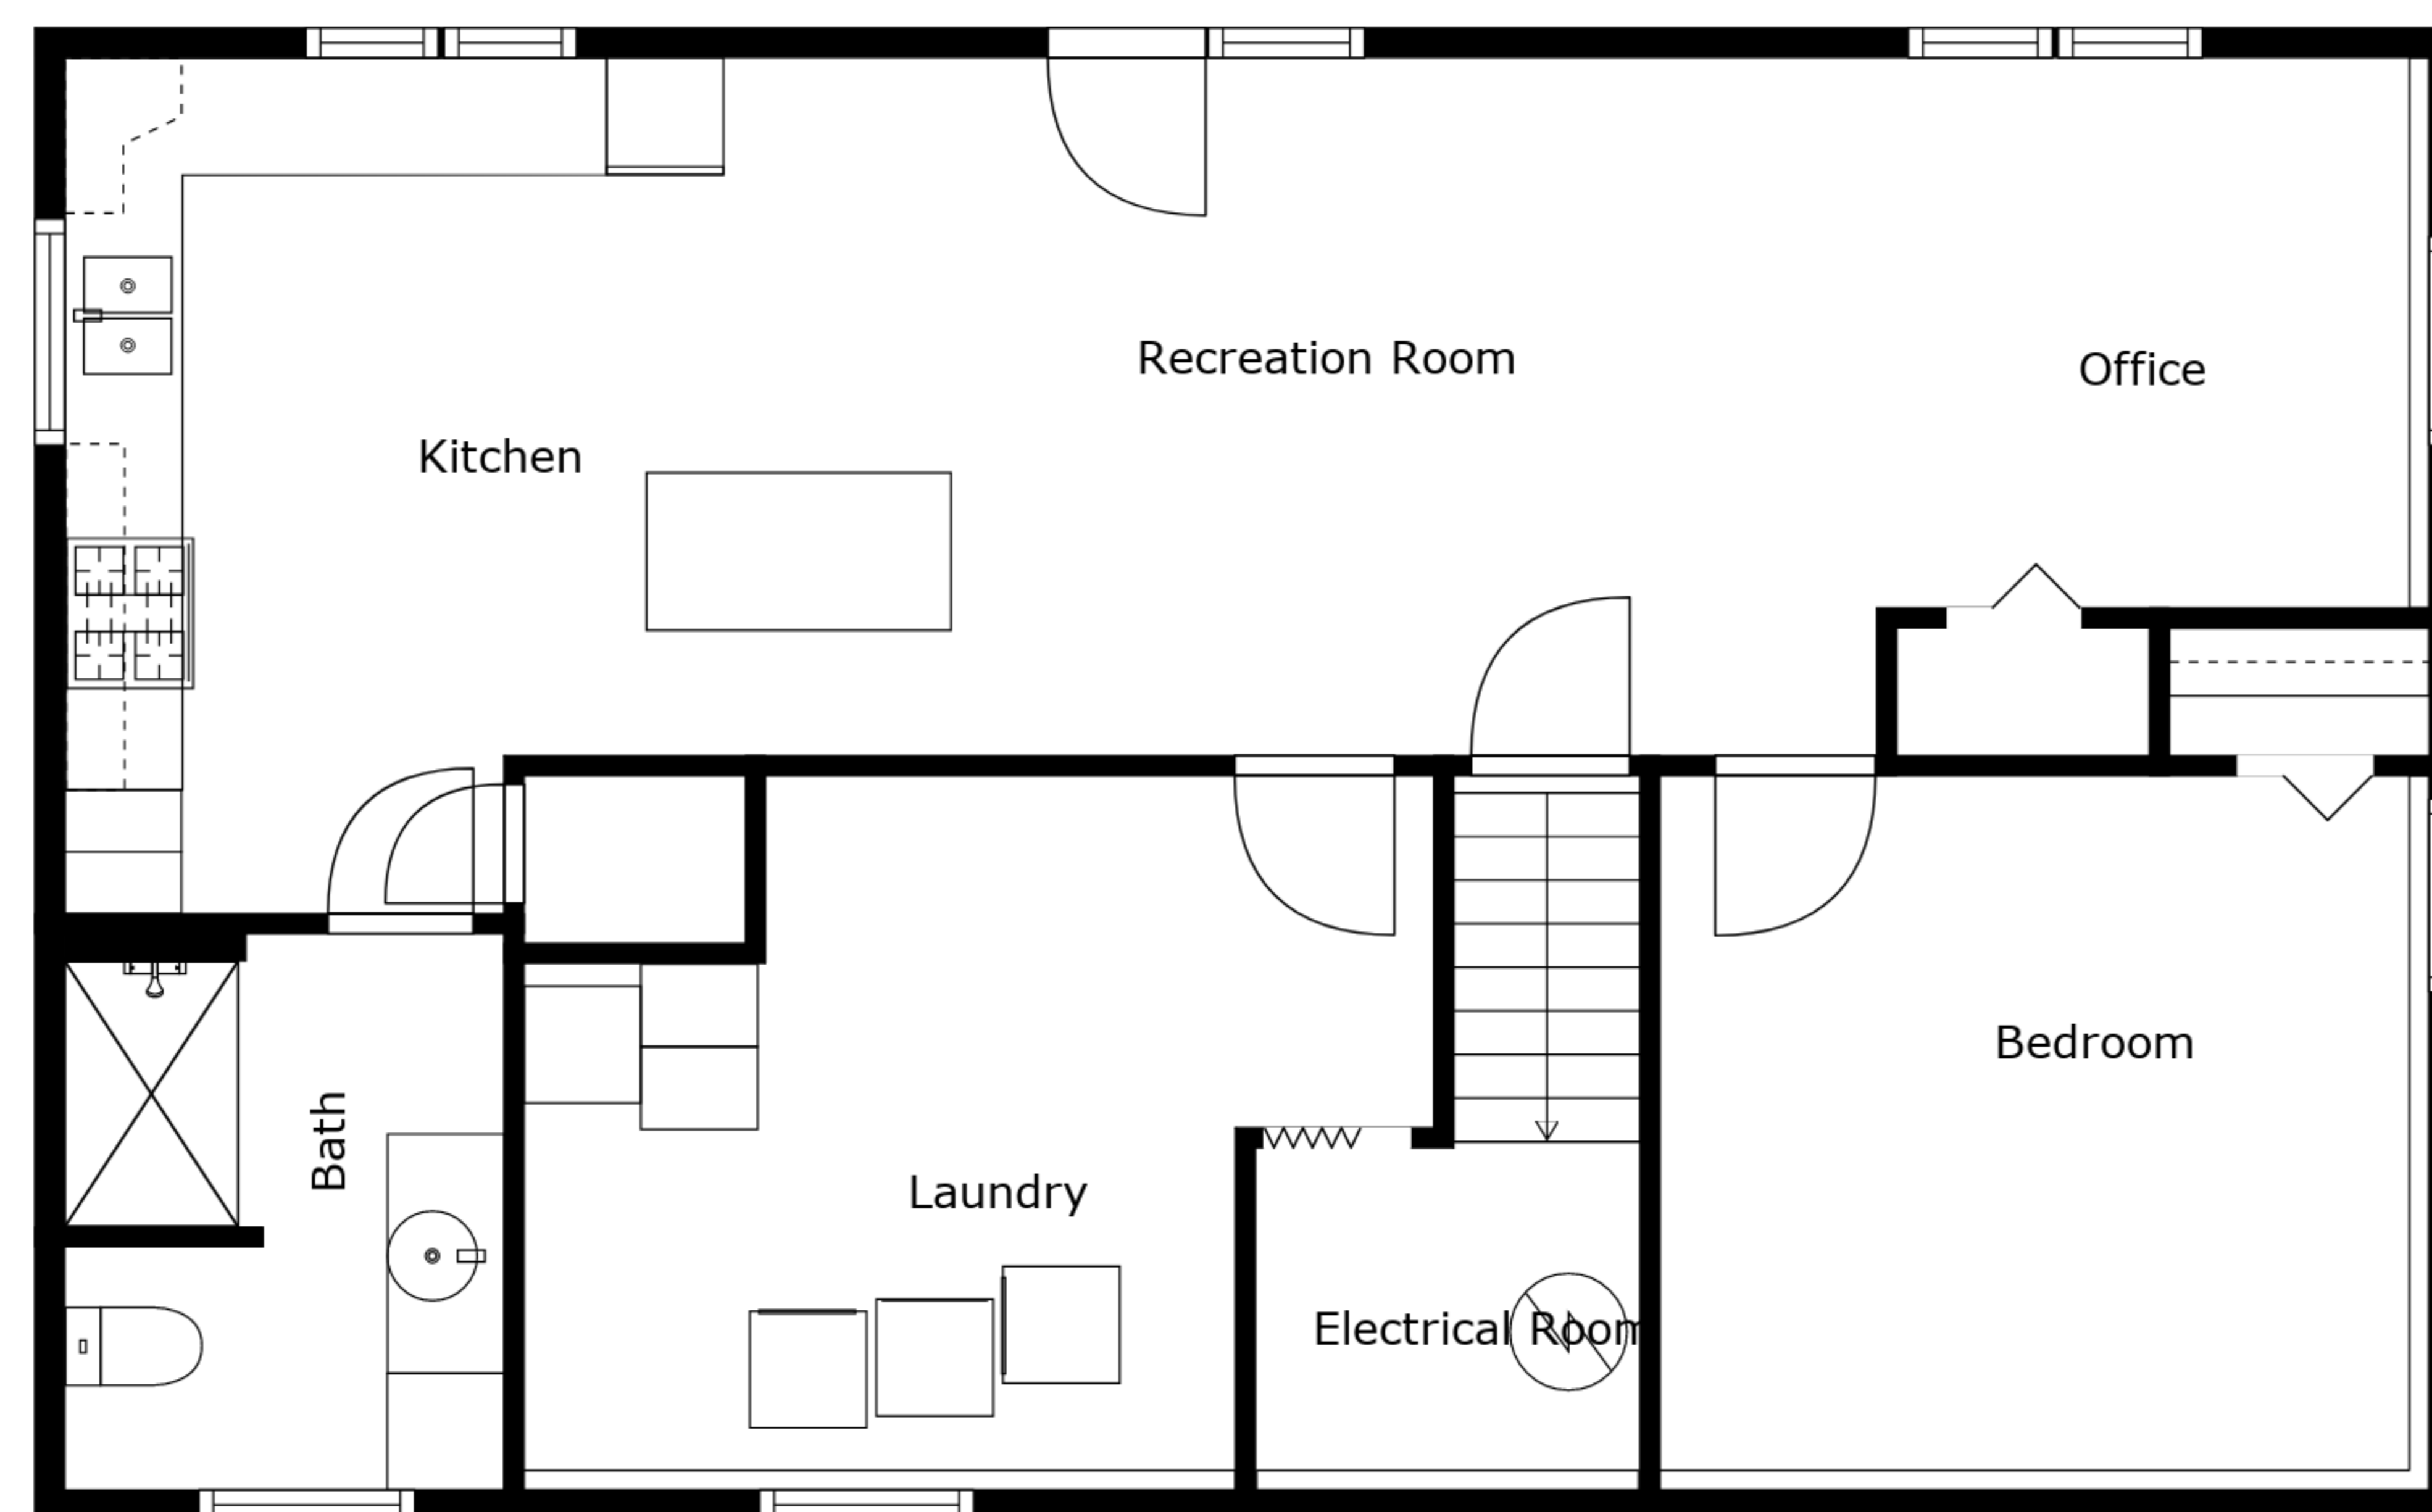 Recreation Room
Office
Kitchen
Bedroom
Bath
Laundry
Electrical Room